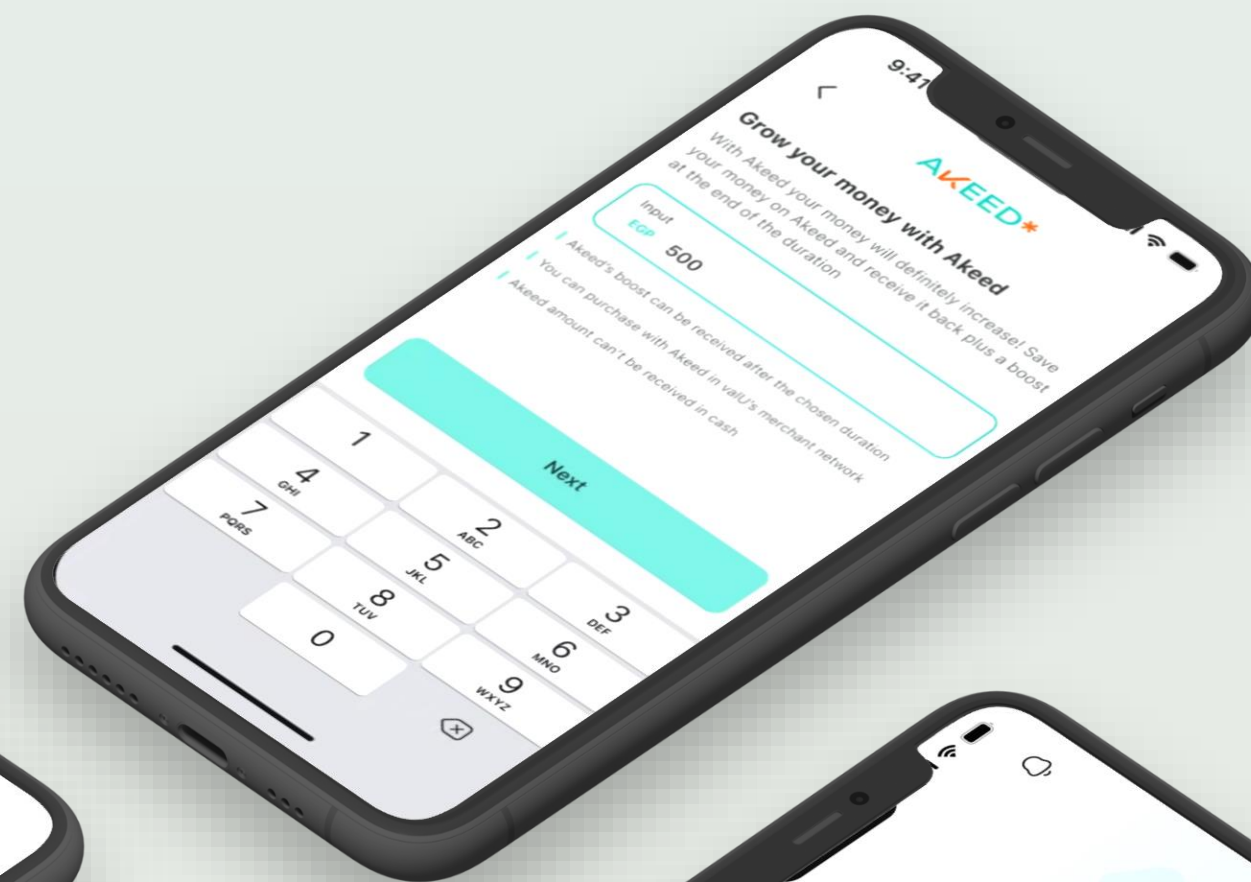 9:41
AKEED*
Grow your money with Akeed
With Akeed your money will definitely increase! Save
your money on Akeed and receive it back plus a boost
at the end of the duration
Input
EGP 500
Akeed's boost can be received after the chosen duration
You can purchase with Akeed in valU's merchant network
Akeed amount can't be received in cash
Next
1
2
ABC
3
DEF
4
GHI
5
JKL
6
MNO
7
PQRS
8
TUV
9
WXYZ
0